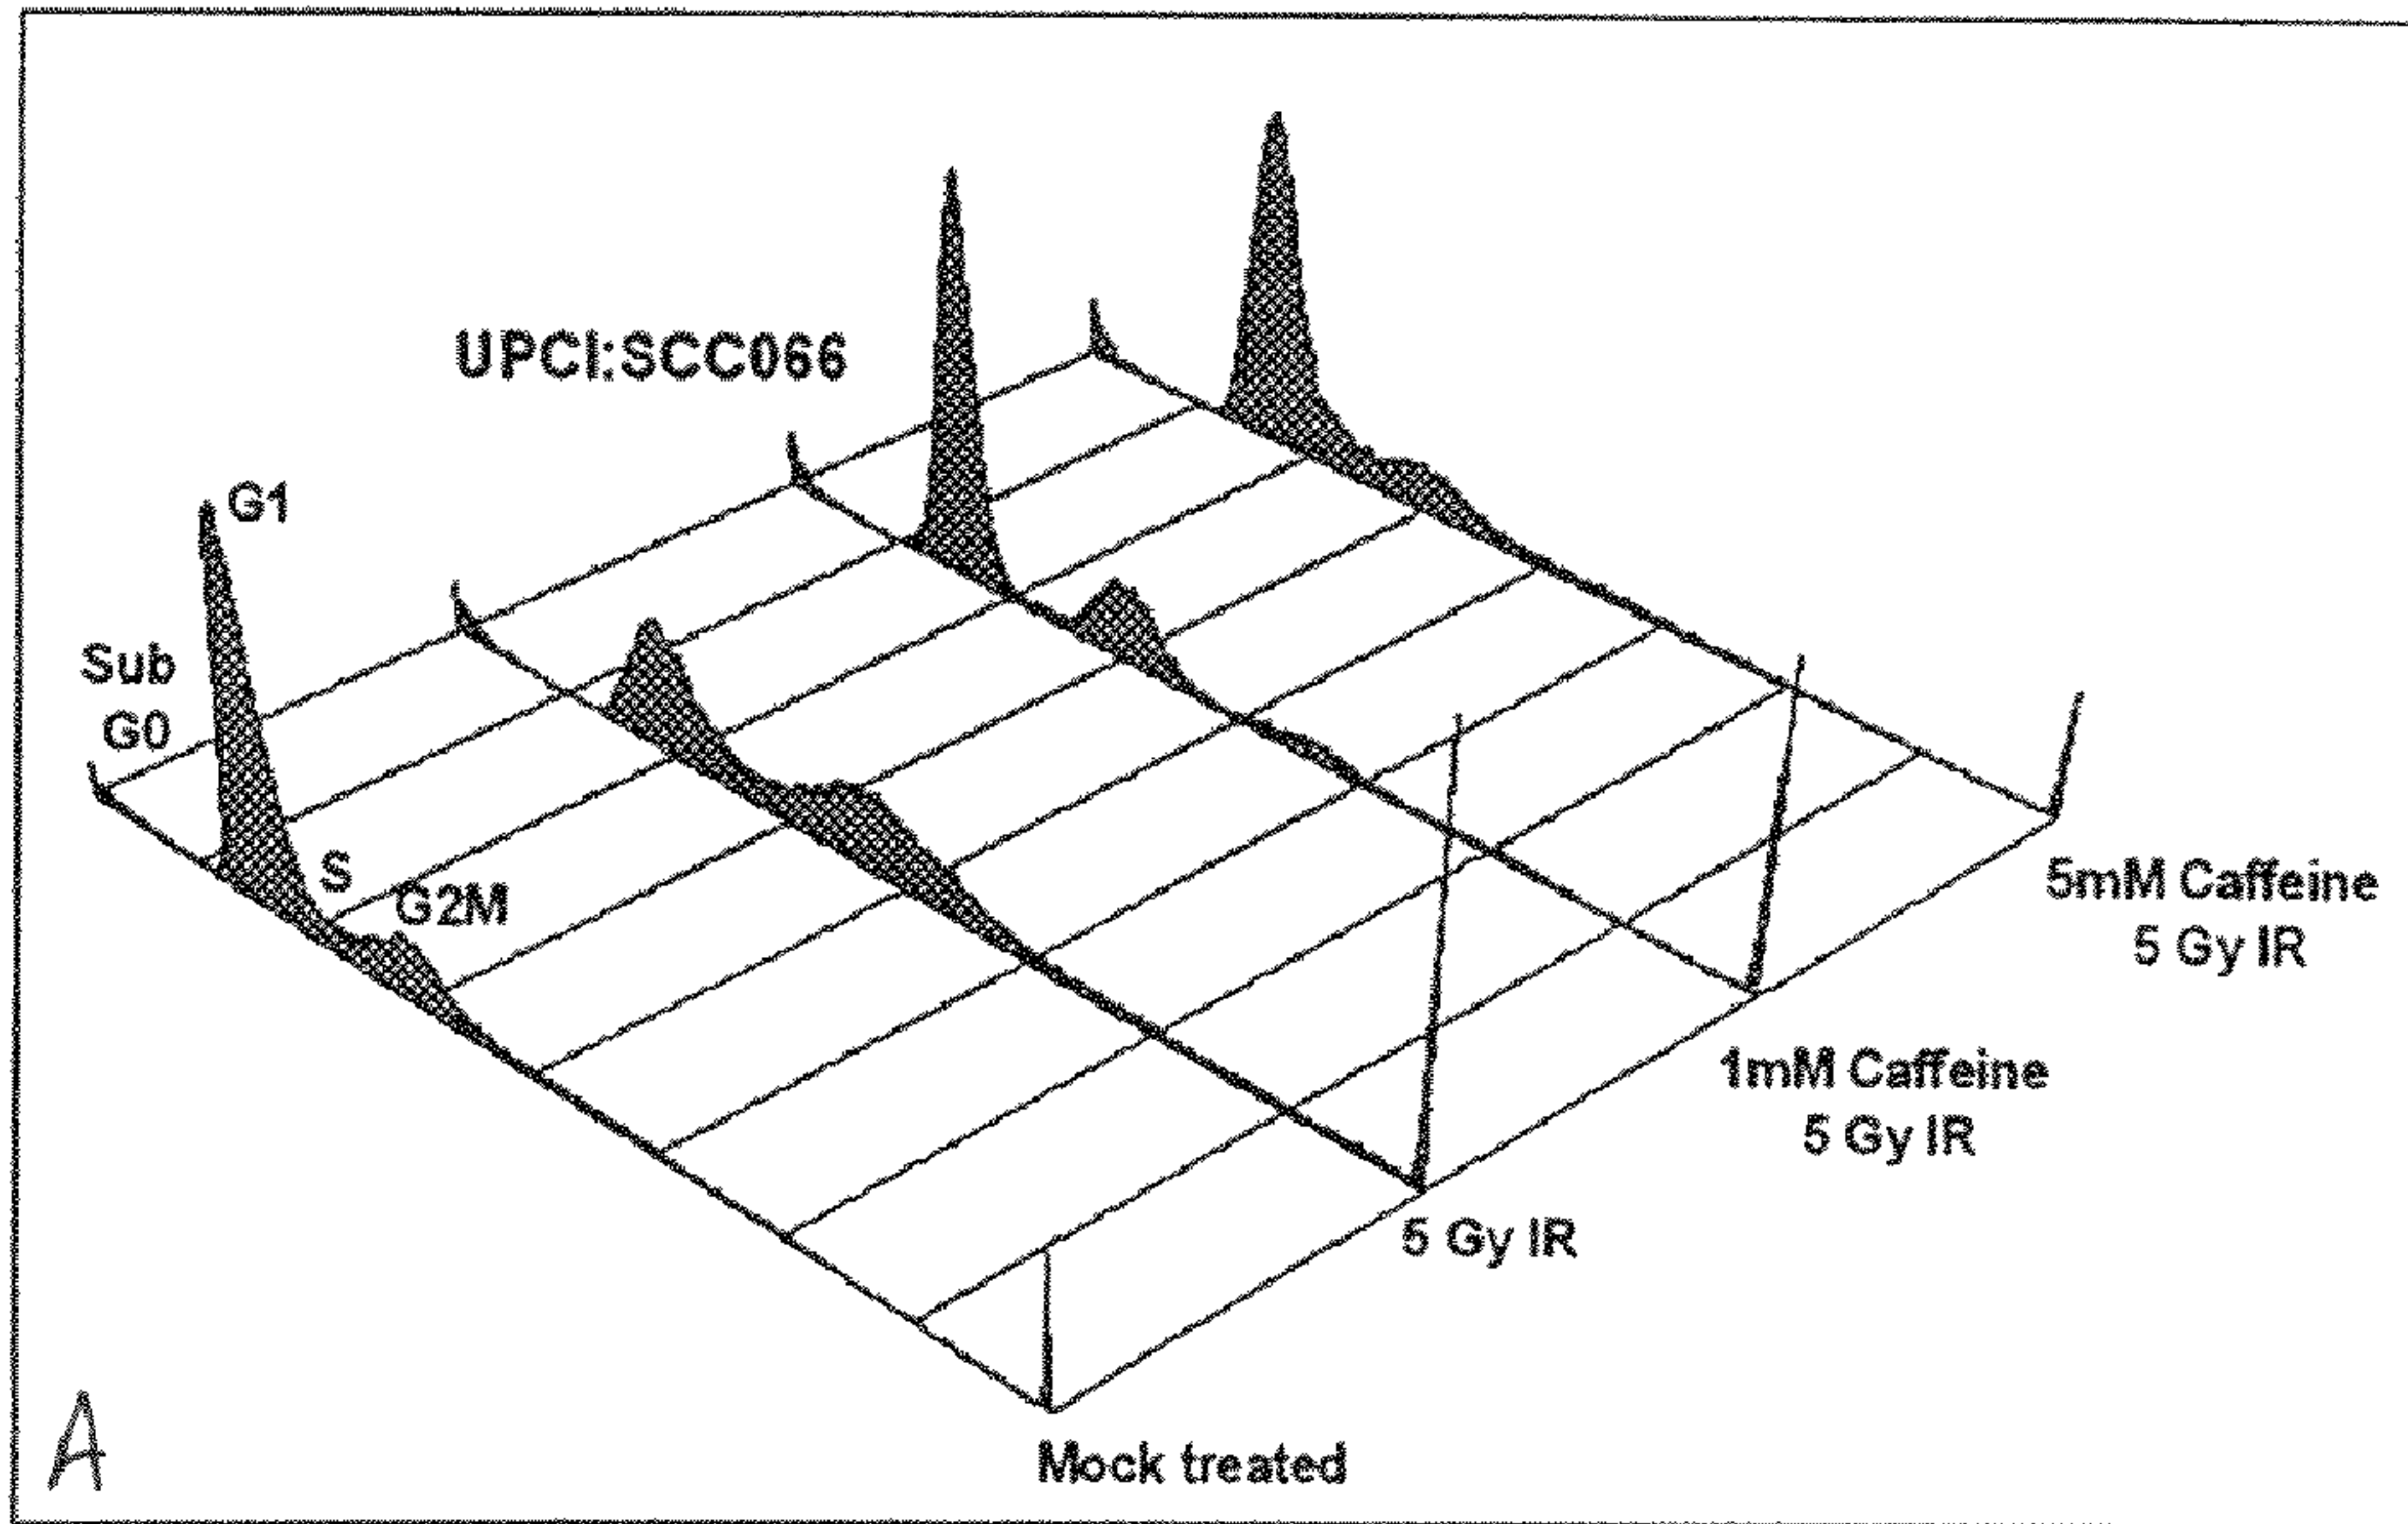 UPCI:SCC066
G1
Sub
G0
S
G2M
5mM Caffeine
5 Gy IR
1mM Caffeine
5 Gy IR
5 Gy IR
Mock treated
A